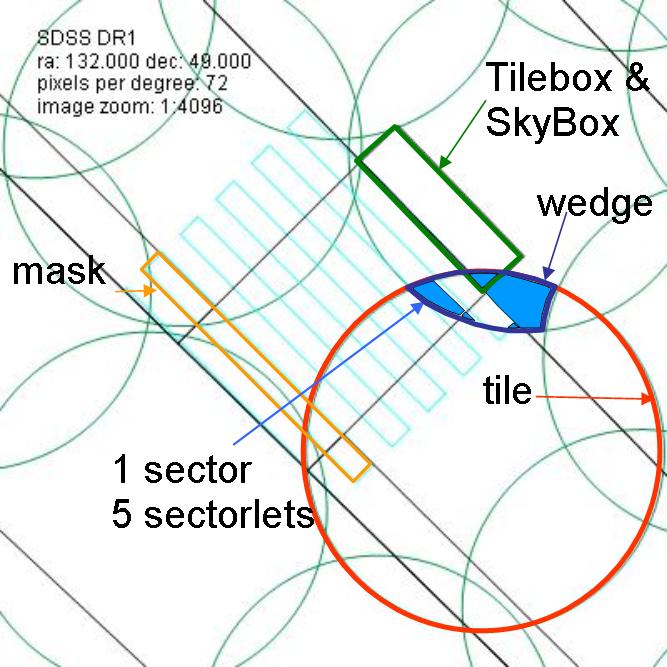 SDSS DR1
ra: 132.000 dec: 49.000
pixels per degree: 72
image zoom: 1:4096
Tilebox &
SkyBox
wedge
mask
tile
1 sector
5 sectorlets